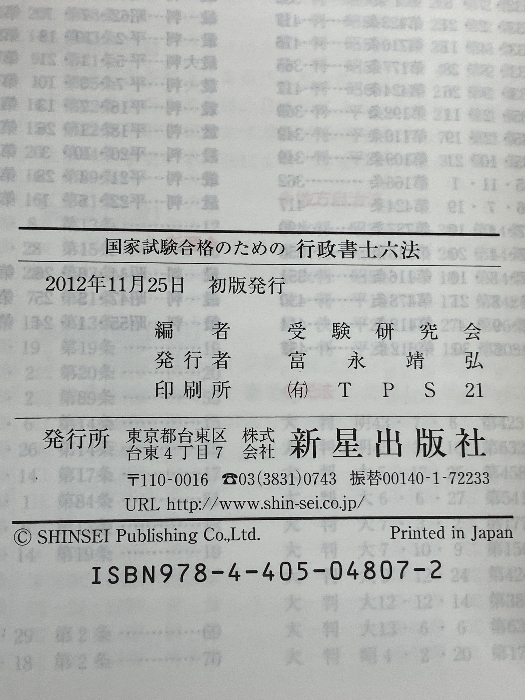 国家試験合格のための 行政書士六法
2012年11月25日 初版発行
編者 受験研究会
発行者 富永靖弘
印刷所 ㈲TPS21
発行所 東京都台東区台東4丁目7 株式会社 新星出版社
〒110-0016 ☎03(3831)0743 振替00140-1-72233
URL http://www.shin-sei.co.jp/
© SHINSEI Publishing Co.,Ltd. Printed in Japan
ISBN978-4-405-04807-2